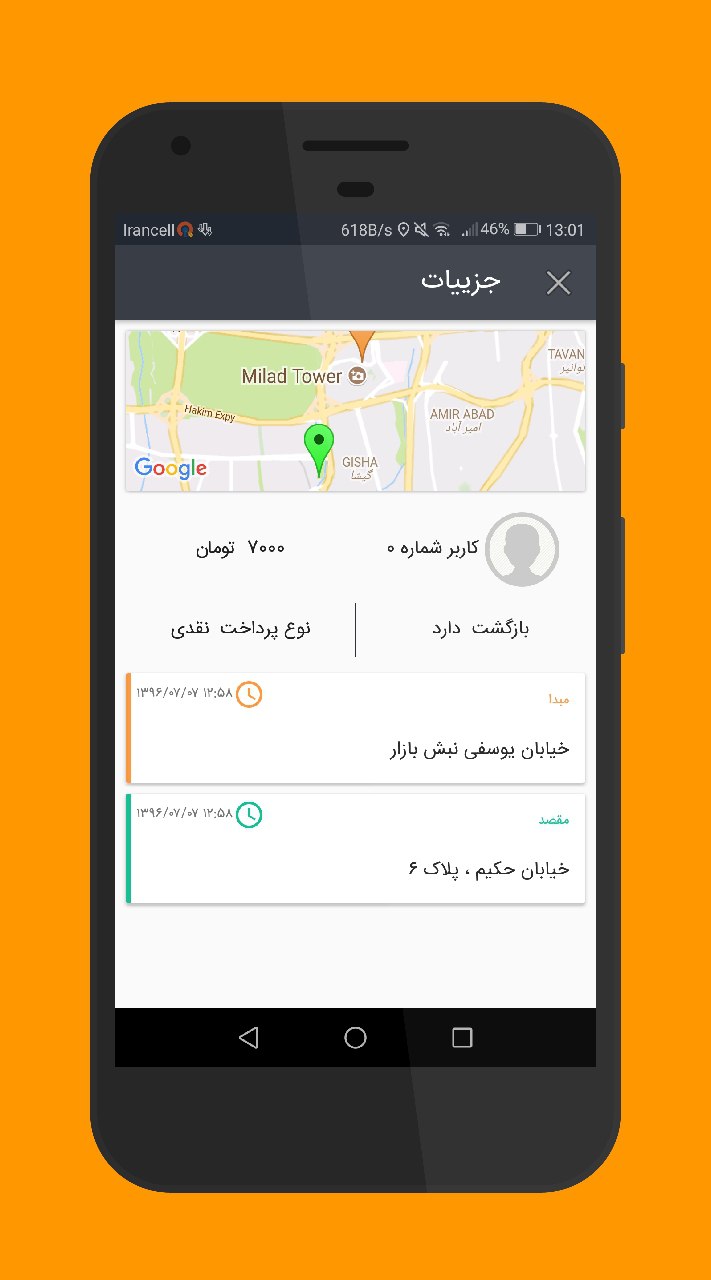 Irancell 618B/s 46% 13:01
جزییات
TAVAN
توانیر
Milad Tower
Hakim Expy
AMIR ABAD
امیر آباد
GISHA
گیشا
Google
کاربر شماره ۰ ۷۰۰۰ تومان
بازگشت دارد نوع پرداخت نقدی
مبدا ۱۳۹۶/۰۷/۰۷ ۱۲:۵۸
خیابان یوسفی نبش بازار
مقصد ۱۳۹۶/۰۷/۰۷ ۱۲:۵۸
خیابان حکیم ، پلاک ۶